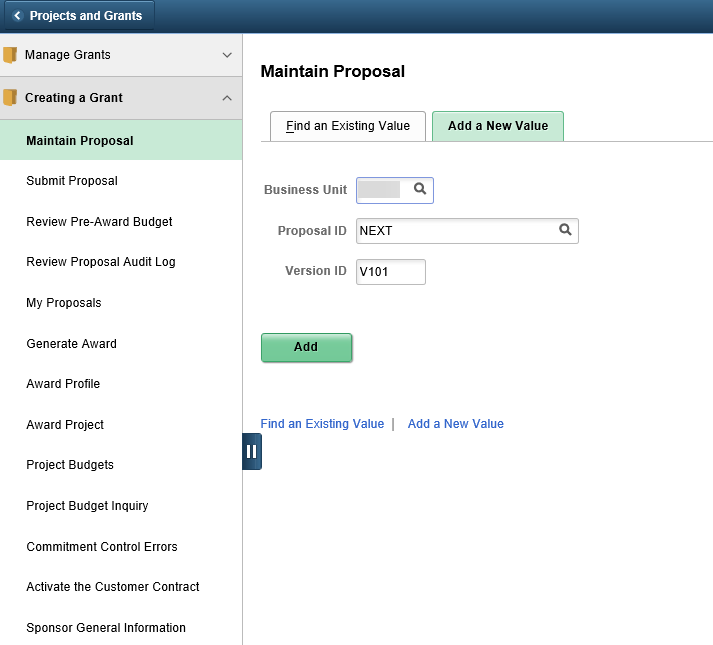 Projects and Grants
Manage Grants
Creating a Grant
Maintain Proposal
Submit Proposal
Review Pre-Award Budget
Review Proposal Audit Log
My Proposals
Generate Award
Award Profile
Award Project
Project Budgets
Project Budget Inquiry
Commitment Control Errors
Activate the Customer Contract
Sponsor General Information
Maintain Proposal
Find an Existing Value
Add a New Value
Business Unit
Proposal ID NEXT
Version ID V101
Add
Find an Existing Value | Add a New Value